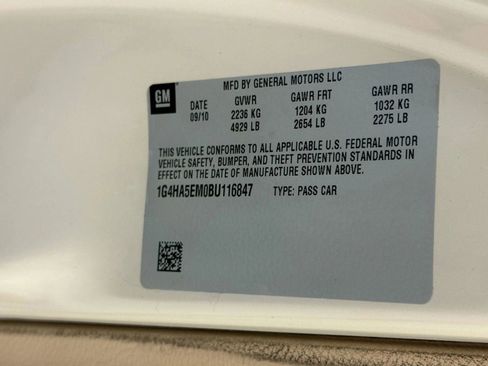 MFD BY GENERAL MOTORS LLC
GM
DATE GVWR GAWR FRT GAWR RR
09/10 2236 KG 1204 KG 1032 KG
4929 LB 2654 LB 2275 LB
THIS VEHICLE CONFORMS TO ALL APPLICABLE U.S. FEDERAL MOTOR
VEHICLE SAFETY, BUMPER, AND THEFT PREVENTION STANDARDS IN
EFFECT ON THE DATE OF MANUFACTURE SHOWN ABOVE.
1G4HA5EM0BU116847 TYPE: PASS CAR